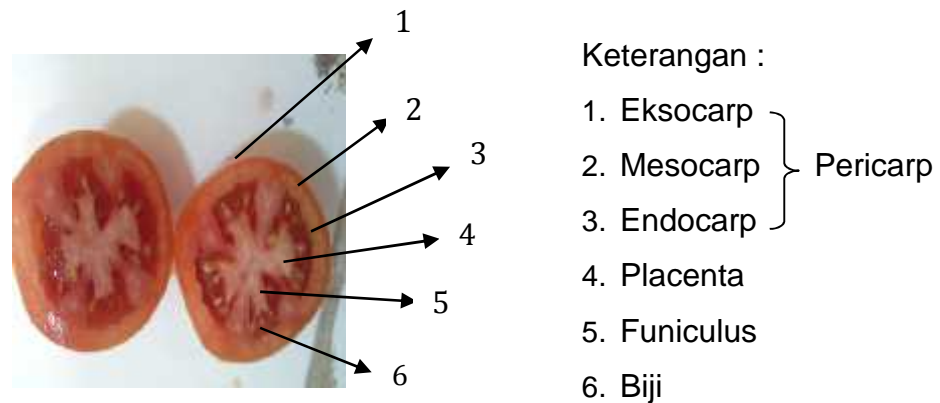 1
2
3
4
5
6
Keterangan :
1. Eksocarp
2. Mesocarp
3. Endocarp
Pericarp
4. Placenta
5. Funiculus
6. Biji